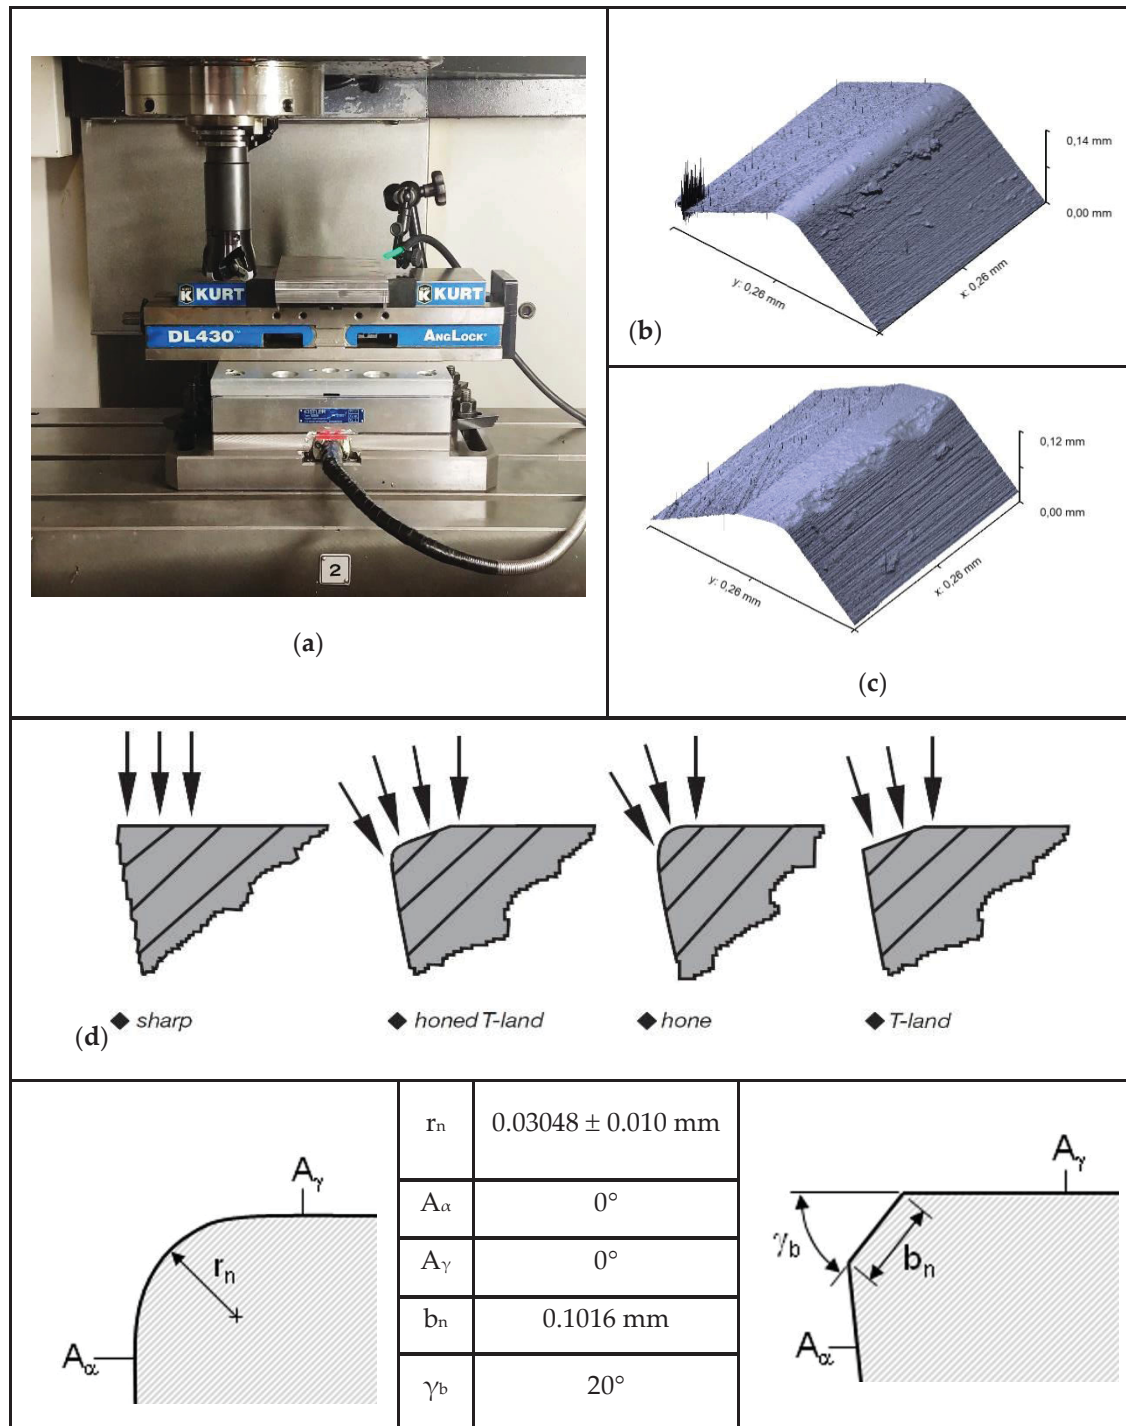 KURT
KURT
DL430™
ANGLOCK®
KISTLER
2
(a)
0,14 mm
0,00 mm
y: 0,26 mm
x: 0,26 mm
(b)
0,12 mm
0,00 mm
y: 0,26 mm
x: 0,26 mm
(c)
◆ sharp
◆ honed T-land
◆ hone
◆ T-land
(d)
Aγ
rn
Aα
rn 0.03048 ± 0.010 mm
Aα 0°
Aγ 0°
bn 0.1016 mm
γb 20°
Aγ
γb
bn
Aα